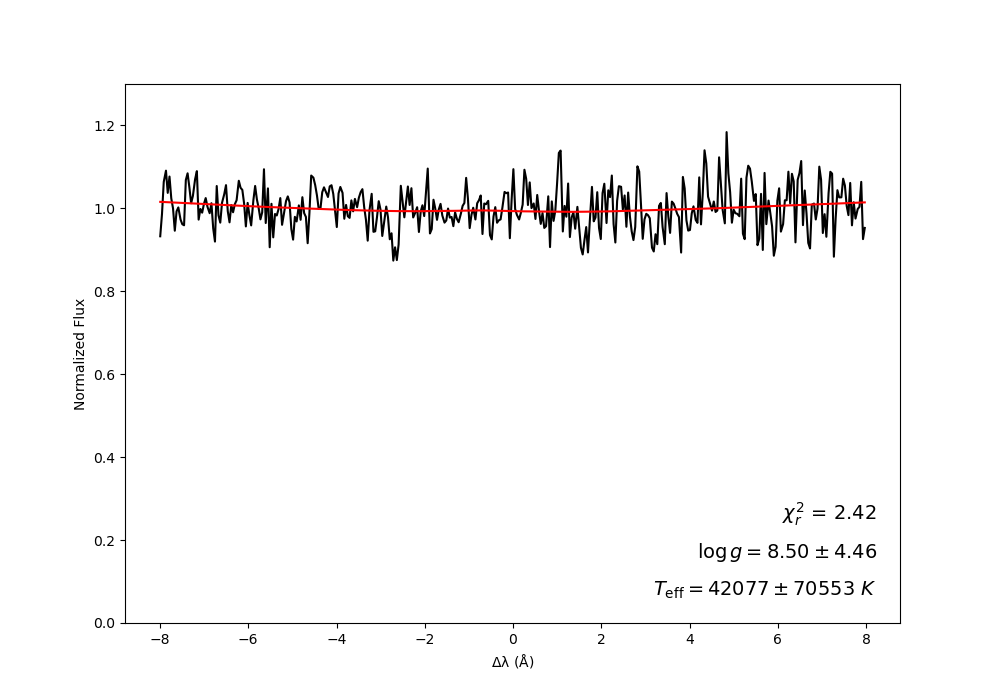 1.2
1.0
0.8
0.6
0.4
0.2
0.0
Normalized Flux
χ²ᵣ = 2.42
log g = 8.50 ± 4.46
T_eff = 42077 ± 70553 K
−8 −6 −4 −2 0 2 4 6 8
Δλ (Å)